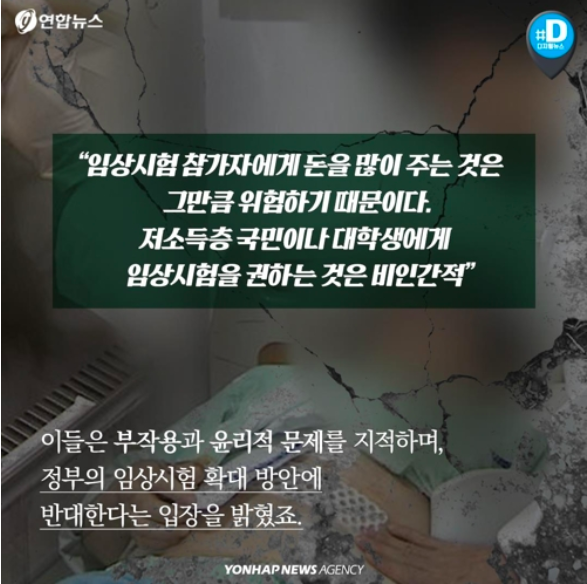 연합뉴스
#D
디지털뉴스
“임상시험 참가자에게 돈을 많이 주는 것은
그만큼 위험하기 때문이다.
저소득층 국민이나 대학생에게
임상시험을 권하는 것은 비인간적”
이들은 부작용과 윤리적 문제를 지적하며,
정부의 임상시험 확대 방안에
반대한다는 입장을 밝혔죠.
YONHAP NEWS AGENCY